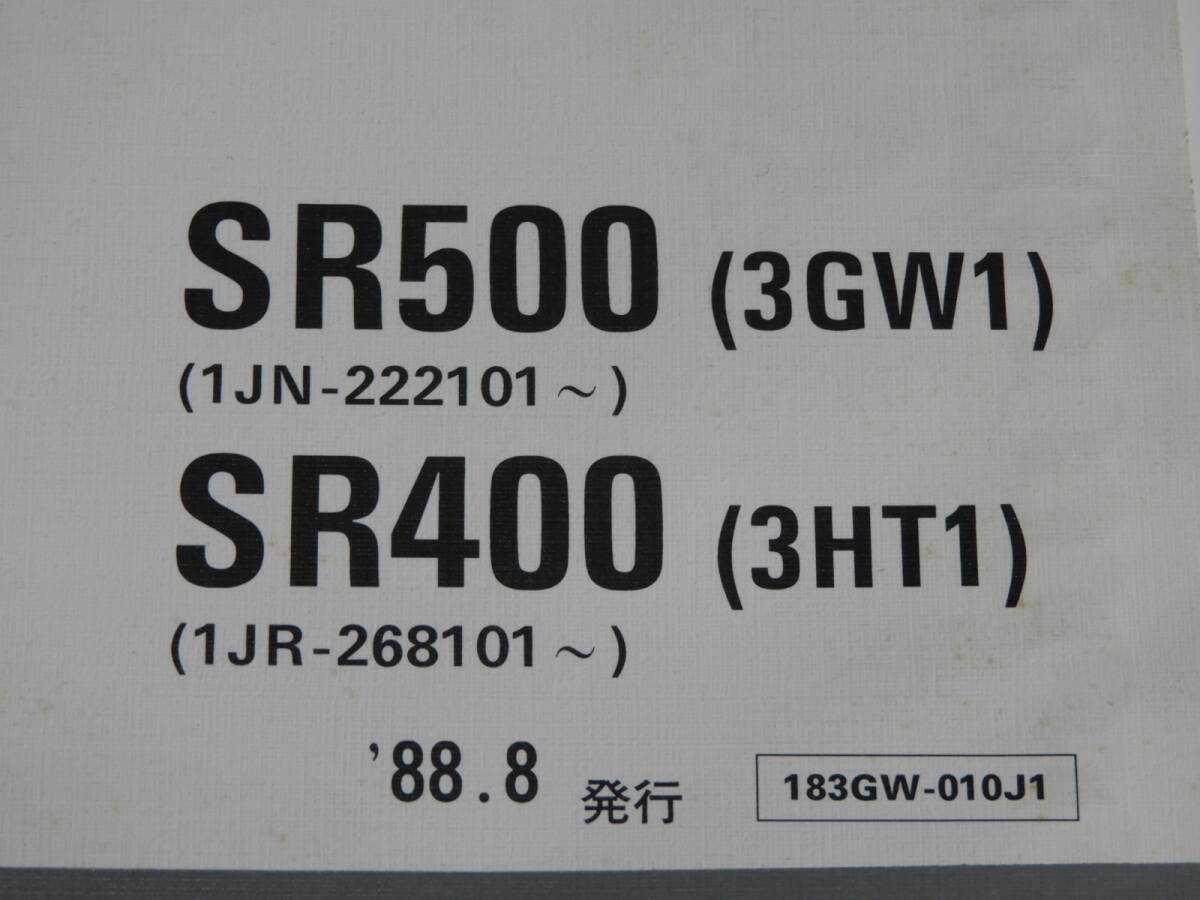 SR500 (3GW1)
(1JN-222101～)
SR400 (3HT1)
(1JR-268101～)
’88.8 発行 183GW-010J1